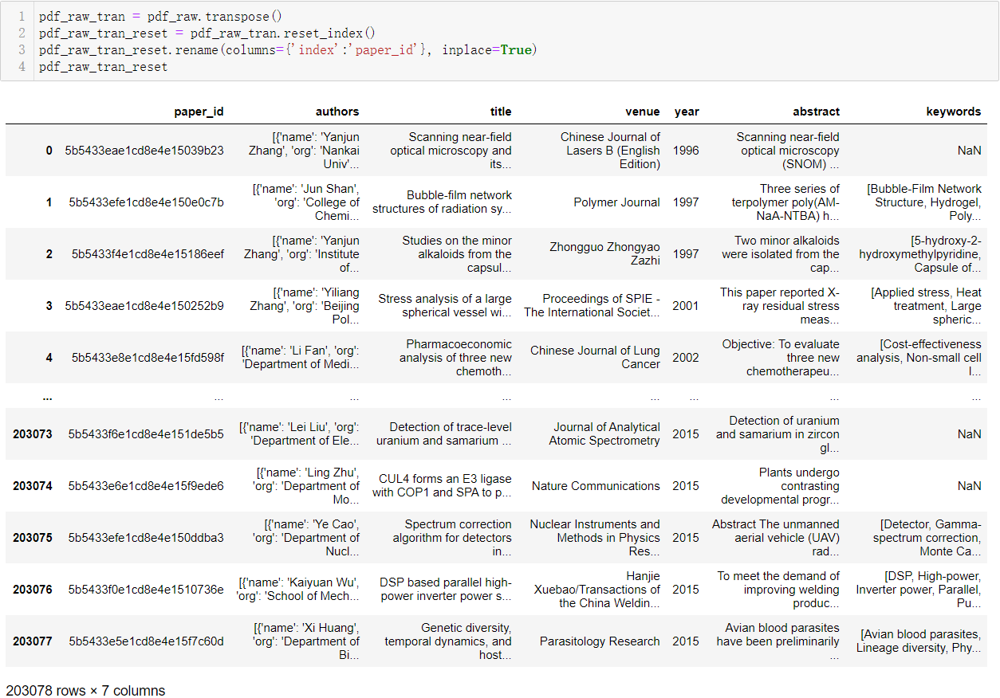 1 pdf_raw_tran = pdf_raw.transpose()
2 pdf_raw_tran_reset = pdf_raw_tran.reset_index()
3 pdf_raw_tran_reset.rename(columns={'index':'paper_id'}, inplace=True)
4 pdf_raw_tran_reset
paper_id authors title venue year abstract keywords
[{'name': 'Yanjun Scanning near-field Chinese Journal of Scanning near-field
0 5b5433eae1cd8e4e15039b23 Zhang', 'org': 'Nankai optical microscopy and Lasers B (English 1996 optical microscopy NaN
Univ'... its... Edition) (SNOM) ...
[{'name': 'Jun Shan', Three series of [Bubble-Film Network
1 5b5433efe1cd8e4e150e0c7b 'org': 'College of Bubble-film network structures of radiation sy... Polymer Journal 1997 terpolymer poly(AM- Structure, Hydrogel,
Chemi... NaA-NTBA) h... Poly...
[{'name': 'Yanjun Studies on the minor Two minor alkaloids [5-hydroxy-2-
2 5b5433f4e1cd8e4e15186eef Zhang', 'org': 'Institute alkaloids from the Zhongguo Zhongyao Zazhi 1997 were isolated from the hydroxymethylpyridine,
of... capsul... cap... Capsule of...
[{'name': 'Yiliang This paper reported X- [Applied stress, Heat
3 5b5433eae1cd8e4e150252b9 Zhang', 'org': 'Beijing Stress analysis of a large spherical vessel wi... Proceedings of SPIE - The International Societ... 2001 ray residual stress treatment, Large
Pol... meas... spheric...
Pharmacoeconomic Objective: To evaluate [Cost-effectiveness
4 5b5433e8e1cd8e4e15fd598f [{'name': 'Li Fan', 'org': 'Department of Medi... analysis of three new Chinese Journal of Lung Cancer 2002 three new analysis, Non-small cell
chemoth... chemotherapeu... l...
... ... ... ... ... ... ... ...
Detection of uranium
203073 5b5433f6e1cd8e4e151de5b5 [{'name': 'Lei Liu', 'org': 'Department of Ele... Detection of trace-level uranium and samarium ... Journal of Analytical Atomic Spectrometry 2015 and samarium in zircon NaN
gl...
[{'name': 'Ling Zhu', Plants undergo
203074 5b5433e6e1cd8e4e15f9ede6 'org': 'Department of CUL4 forms an E3 ligase with COP1 and SPA to p... Nature Communications 2015 contrasting NaN
Mo... developmental progr...
[{'name': 'Ye Cao', Spectrum correction Nuclear Instruments and Abstract The unmanned [Detector, Gamma-
203075 5b5433efe1cd8e4e150ddba3 'org': 'Department of algorithm for detectors Methods in Physics 2015 aerial vehicle (UAV) spectrum correction,
Nucl... in... Res... rad... Monte Ca...
Hanjie To meet the demand of [DSP, High-power,
203076 5b5433f0e1cd8e4e1510736e [{'name': 'Kaiyuan Wu', 'org': 'School of Mech... DSP based parallel high-power inverter power s... Xuebao/Transactions of 2015 improving welding Inverter power, Parallel,
the China Weldin... produc... Pu...
[{'name': 'Xi Huang', Genetic diversity, Avian blood parasites
203077 5b5433e5e1cd8e4e15f7c60d 'org': 'Department of temporal dynamics, and Parasitology Research 2015 have been preliminarily [Avian blood parasites, Lineage diversity, Phy...
Bi... host... ...
203078 rows × 7 columns